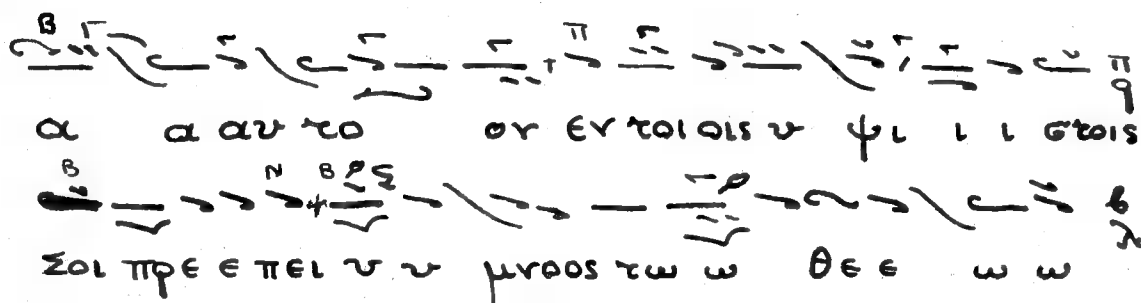 α α αυ το ον εν τοι οις υ ψι ι ι στοις
Σοι πρε ε πει υ υ μνοος τω ω θε ε ω ω